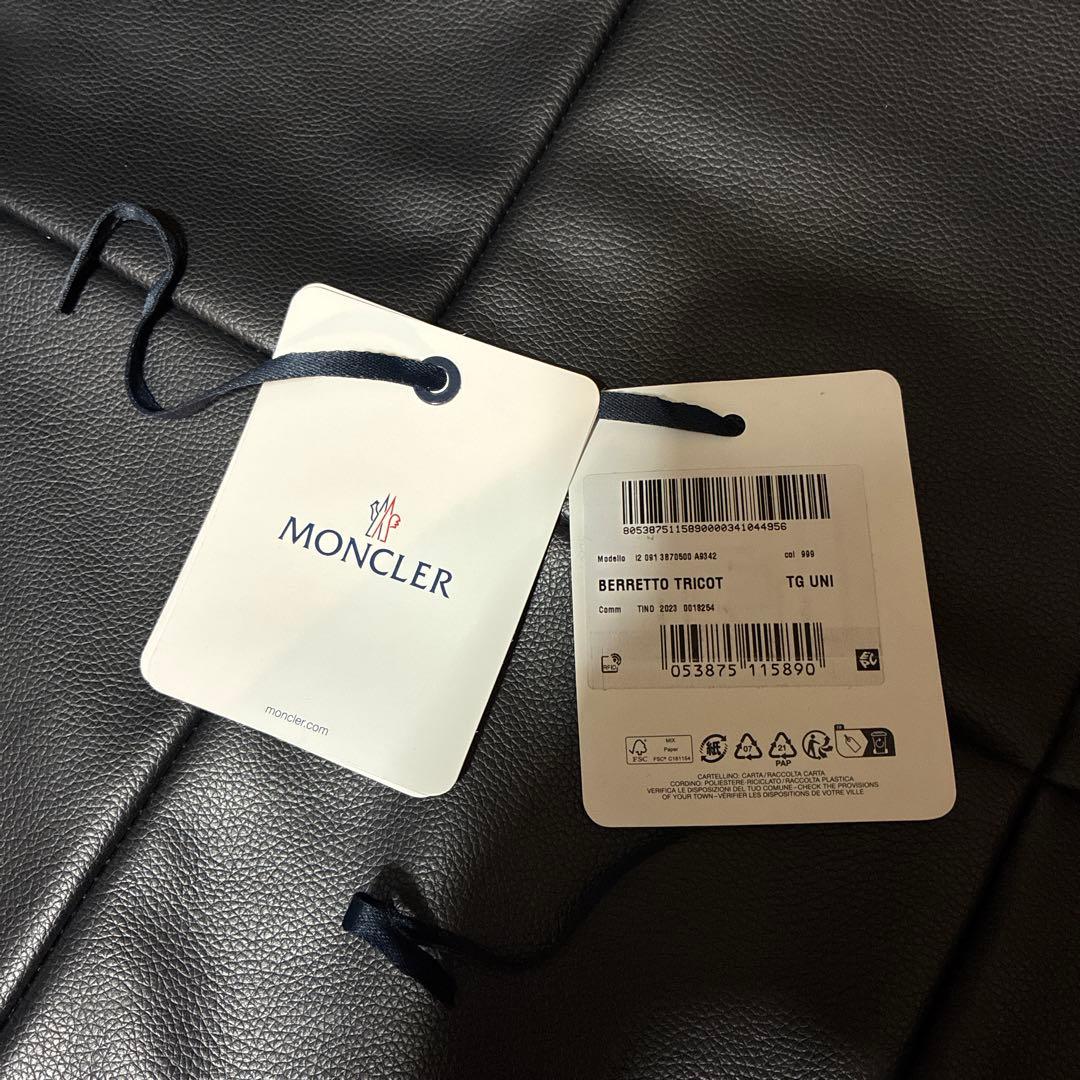 MONCLER
moncler.com
8053875115890000341044956
Modello I2 091 3B70500 A9342 col 999
BERRETTO TRICOT TG UNI
Comm TINO 2023 0018254
RFID
053875 115890
FSC
MIX
Paper
FSC® C181154
紙
07
21
PAP
CARTELLINO: CARTA/RACCOLTA CARTA
CORDINO: POLIESTERE-RICICLATO/RACCOLTA PLASTICA
VERIFICA LE DISPOSIZIONI DEL TUO COMUNE-CHECK THE PROVISIONS
OF YOUR TOWN-VÉRIFIER LES DISPOSITIONS DE VOTRE VILLE